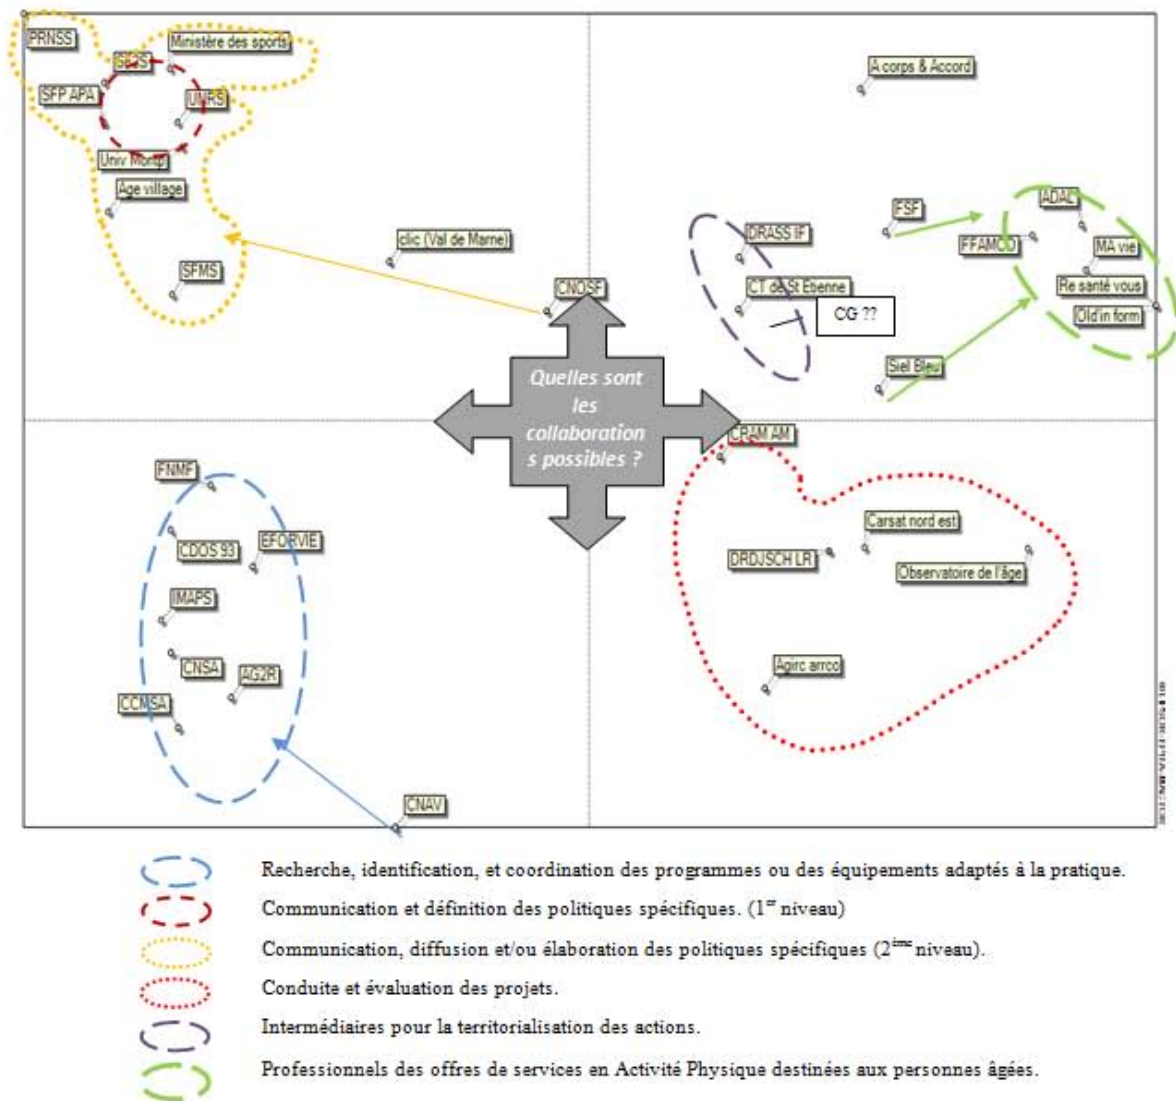 PRNSS
Ministère des sports
SFP APA
UNRS
Univ Montp
Age village
SFMS
clic (Val de Marne)
CNOSF
A corps & Accord
FSF
ADAL
FFAMCO
MA vie
Re santé vous
Old'in form
DRASS IF
CT de St Etienne
CG ??
Siel Bleu
Quelles sont
les
collaboration
s possibles ?
CRAM AM
Carsat nord est
DRDJSCH LR
Observatoire de l'âge
Agirc arrco
FNMF
CDOS 93
EFORVIE
IMAPS
CNSA
AG2R
CCMSA
CNAV
Recherche, identification, et coordination des programmes ou des équipements adaptés à la pratique.
Communication et définition des politiques spécifiques. (1er niveau)
Communication, diffusion et/ou élaboration des politiques spécifiques (2ième niveau).
Conduite et évaluation des projets.
Intermédiaires pour la territorialisation des actions.
Professionnels des offres de services en Activité Physique destinées aux personnes âgées.